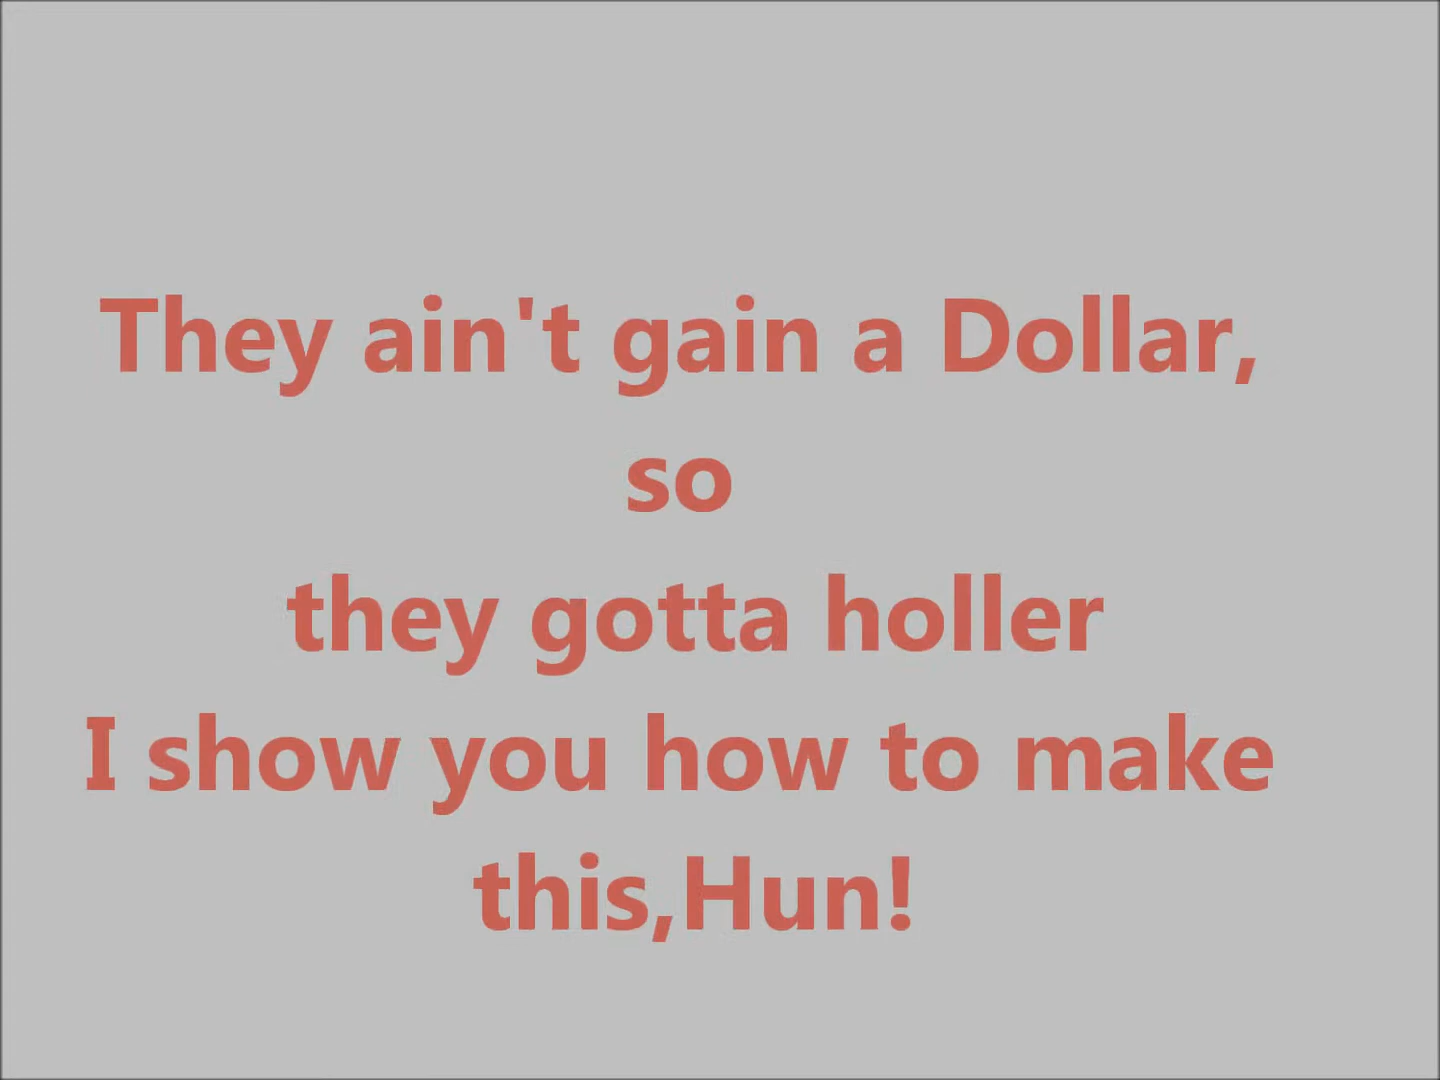 They ain't gain a Dollar,
so
they gotta holler
I show you how to make
this,Hun!